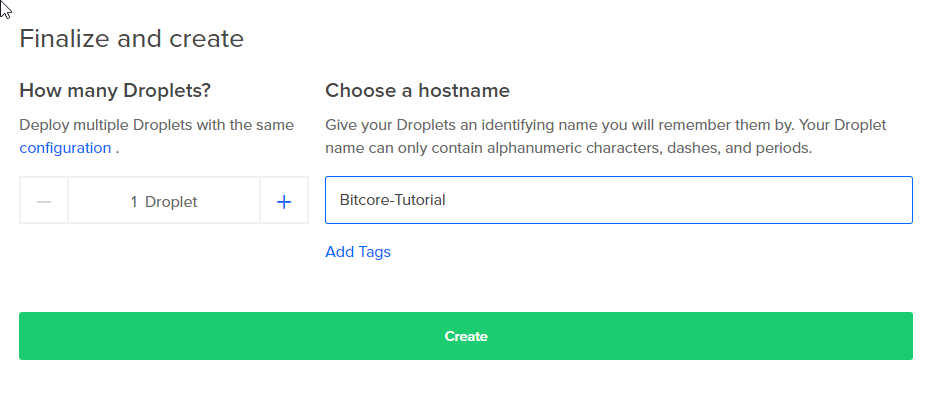 Finalize and create
How many Droplets?
Deploy multiple Droplets with the same
configuration .
1 Droplet
Choose a hostname
Give your Droplets an identifying name you will remember them by. Your Droplet
name can only contain alphanumeric characters, dashes, and periods.
Bitcore-Tutorial
Add Tags
Create